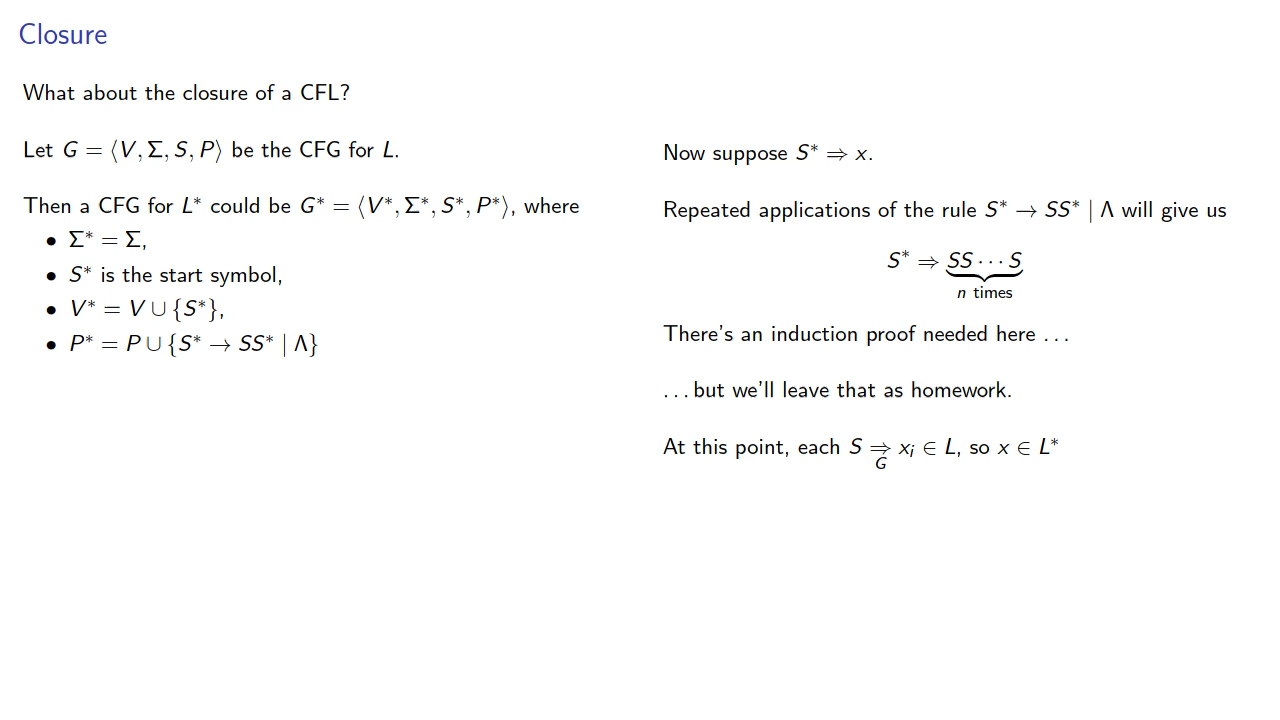 Closure
What about the closure of a CFL?
Let G = ⟨V, Σ, S, P⟩ be the CFG for L.
Then a CFG for L* could be G* = ⟨V*, Σ*, S*, P*⟩, where
• Σ* = Σ,
• S* is the start symbol,
• V* = V ∪ {S*},
• P* = P ∪ {S* → SS* | Λ}
Now suppose S* ⇒ x.
Repeated applications of the rule S* → SS* | Λ will give us
S* ⇒ SS · · · S
n times
There's an induction proof needed here . . .
. . . but we'll leave that as homework.
At this point, each S ⇒ xᵢ ∈ L, so x ∈ L*
G